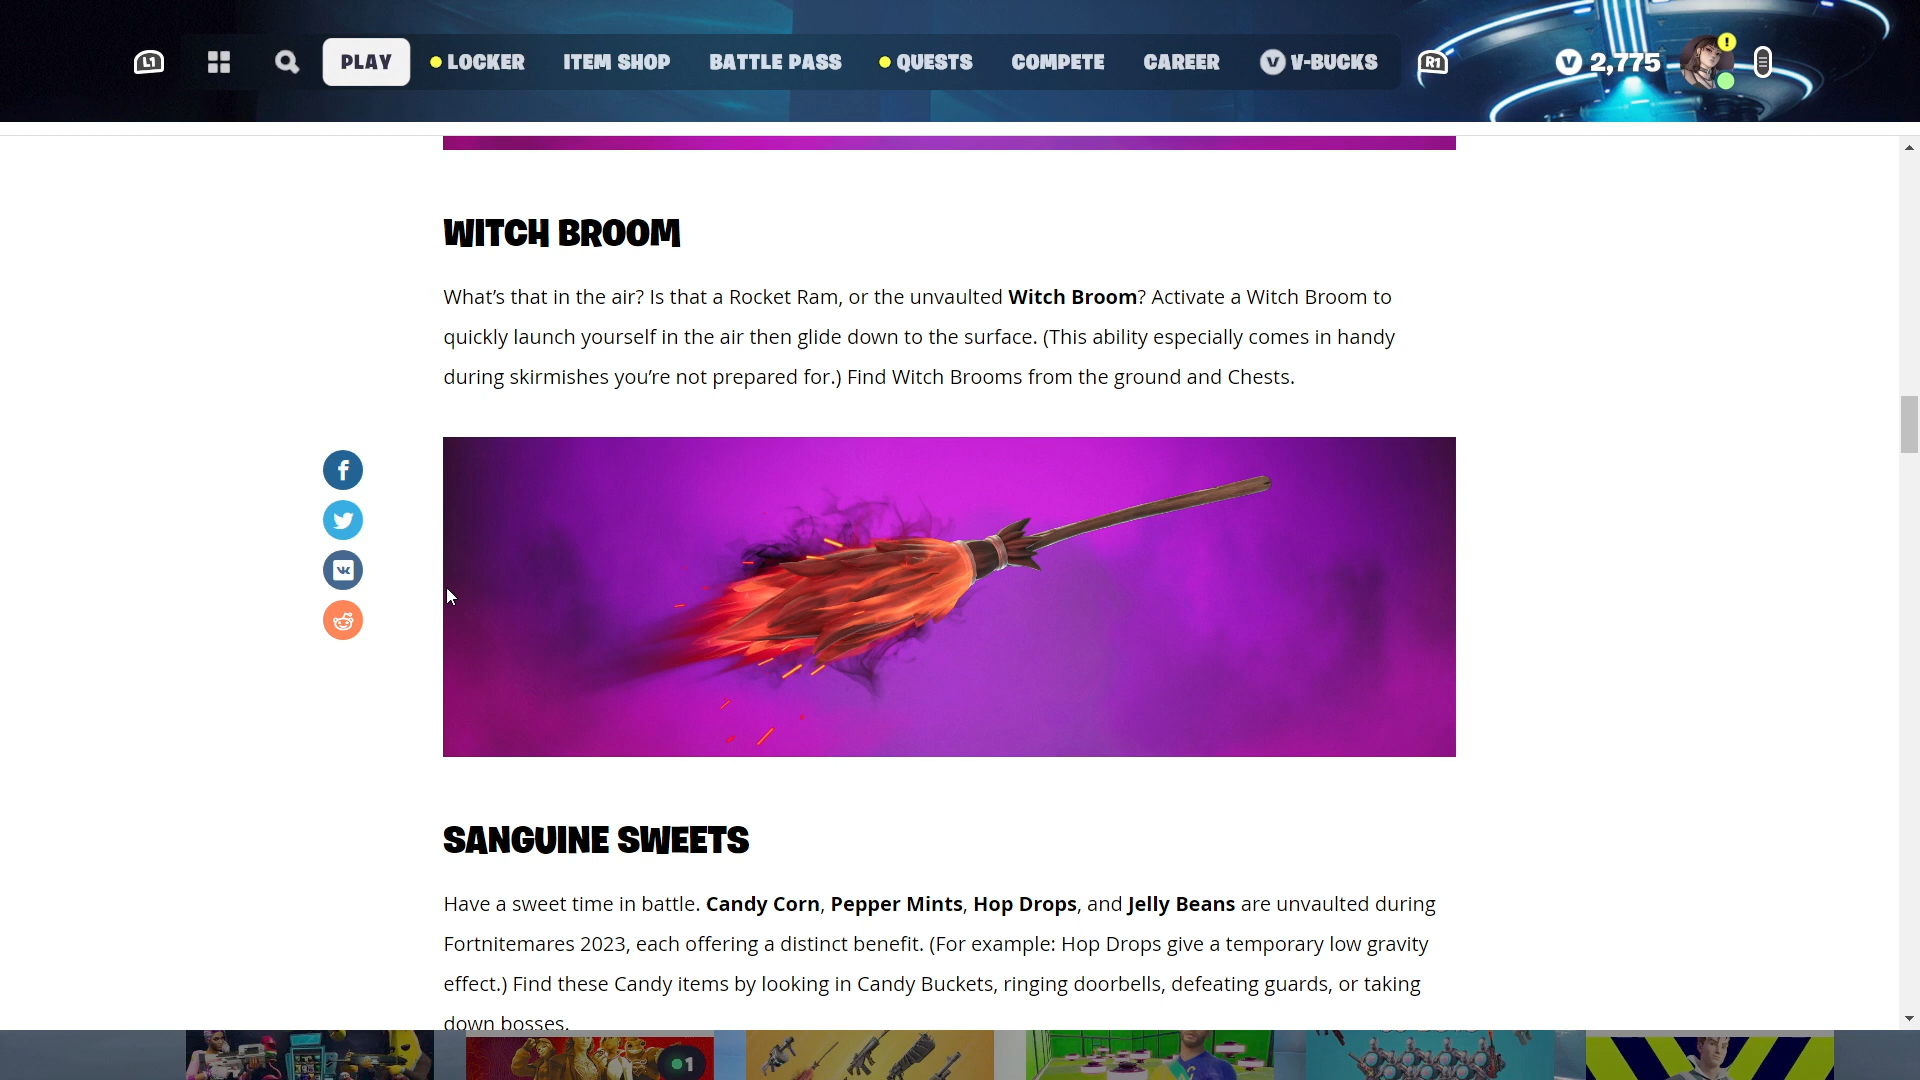 L1 PLAY LOCKER ITEM SHOP BATTLE PASS QUESTS COMPETE CAREER V V-BUCKS R1 V 2,775 !
WITCH BROOM
What’s that in the air? Is that a Rocket Ram, or the unvaulted Witch Broom? Activate a Witch Broom to
quickly launch yourself in the air then glide down to the surface. (This ability especially comes in handy
during skirmishes you’re not prepared for.) Find Witch Brooms from the ground and Chests.
SANGUINE SWEETS
Have a sweet time in battle. Candy Corn, Pepper Mints, Hop Drops, and Jelly Beans are unvaulted during
Fortnitemares 2023, each offering a distinct benefit. (For example: Hop Drops give a temporary low gravity
effect.) Find these Candy items by looking in Candy Buckets, ringing doorbells, defeating guards, or taking
down bosses.
1